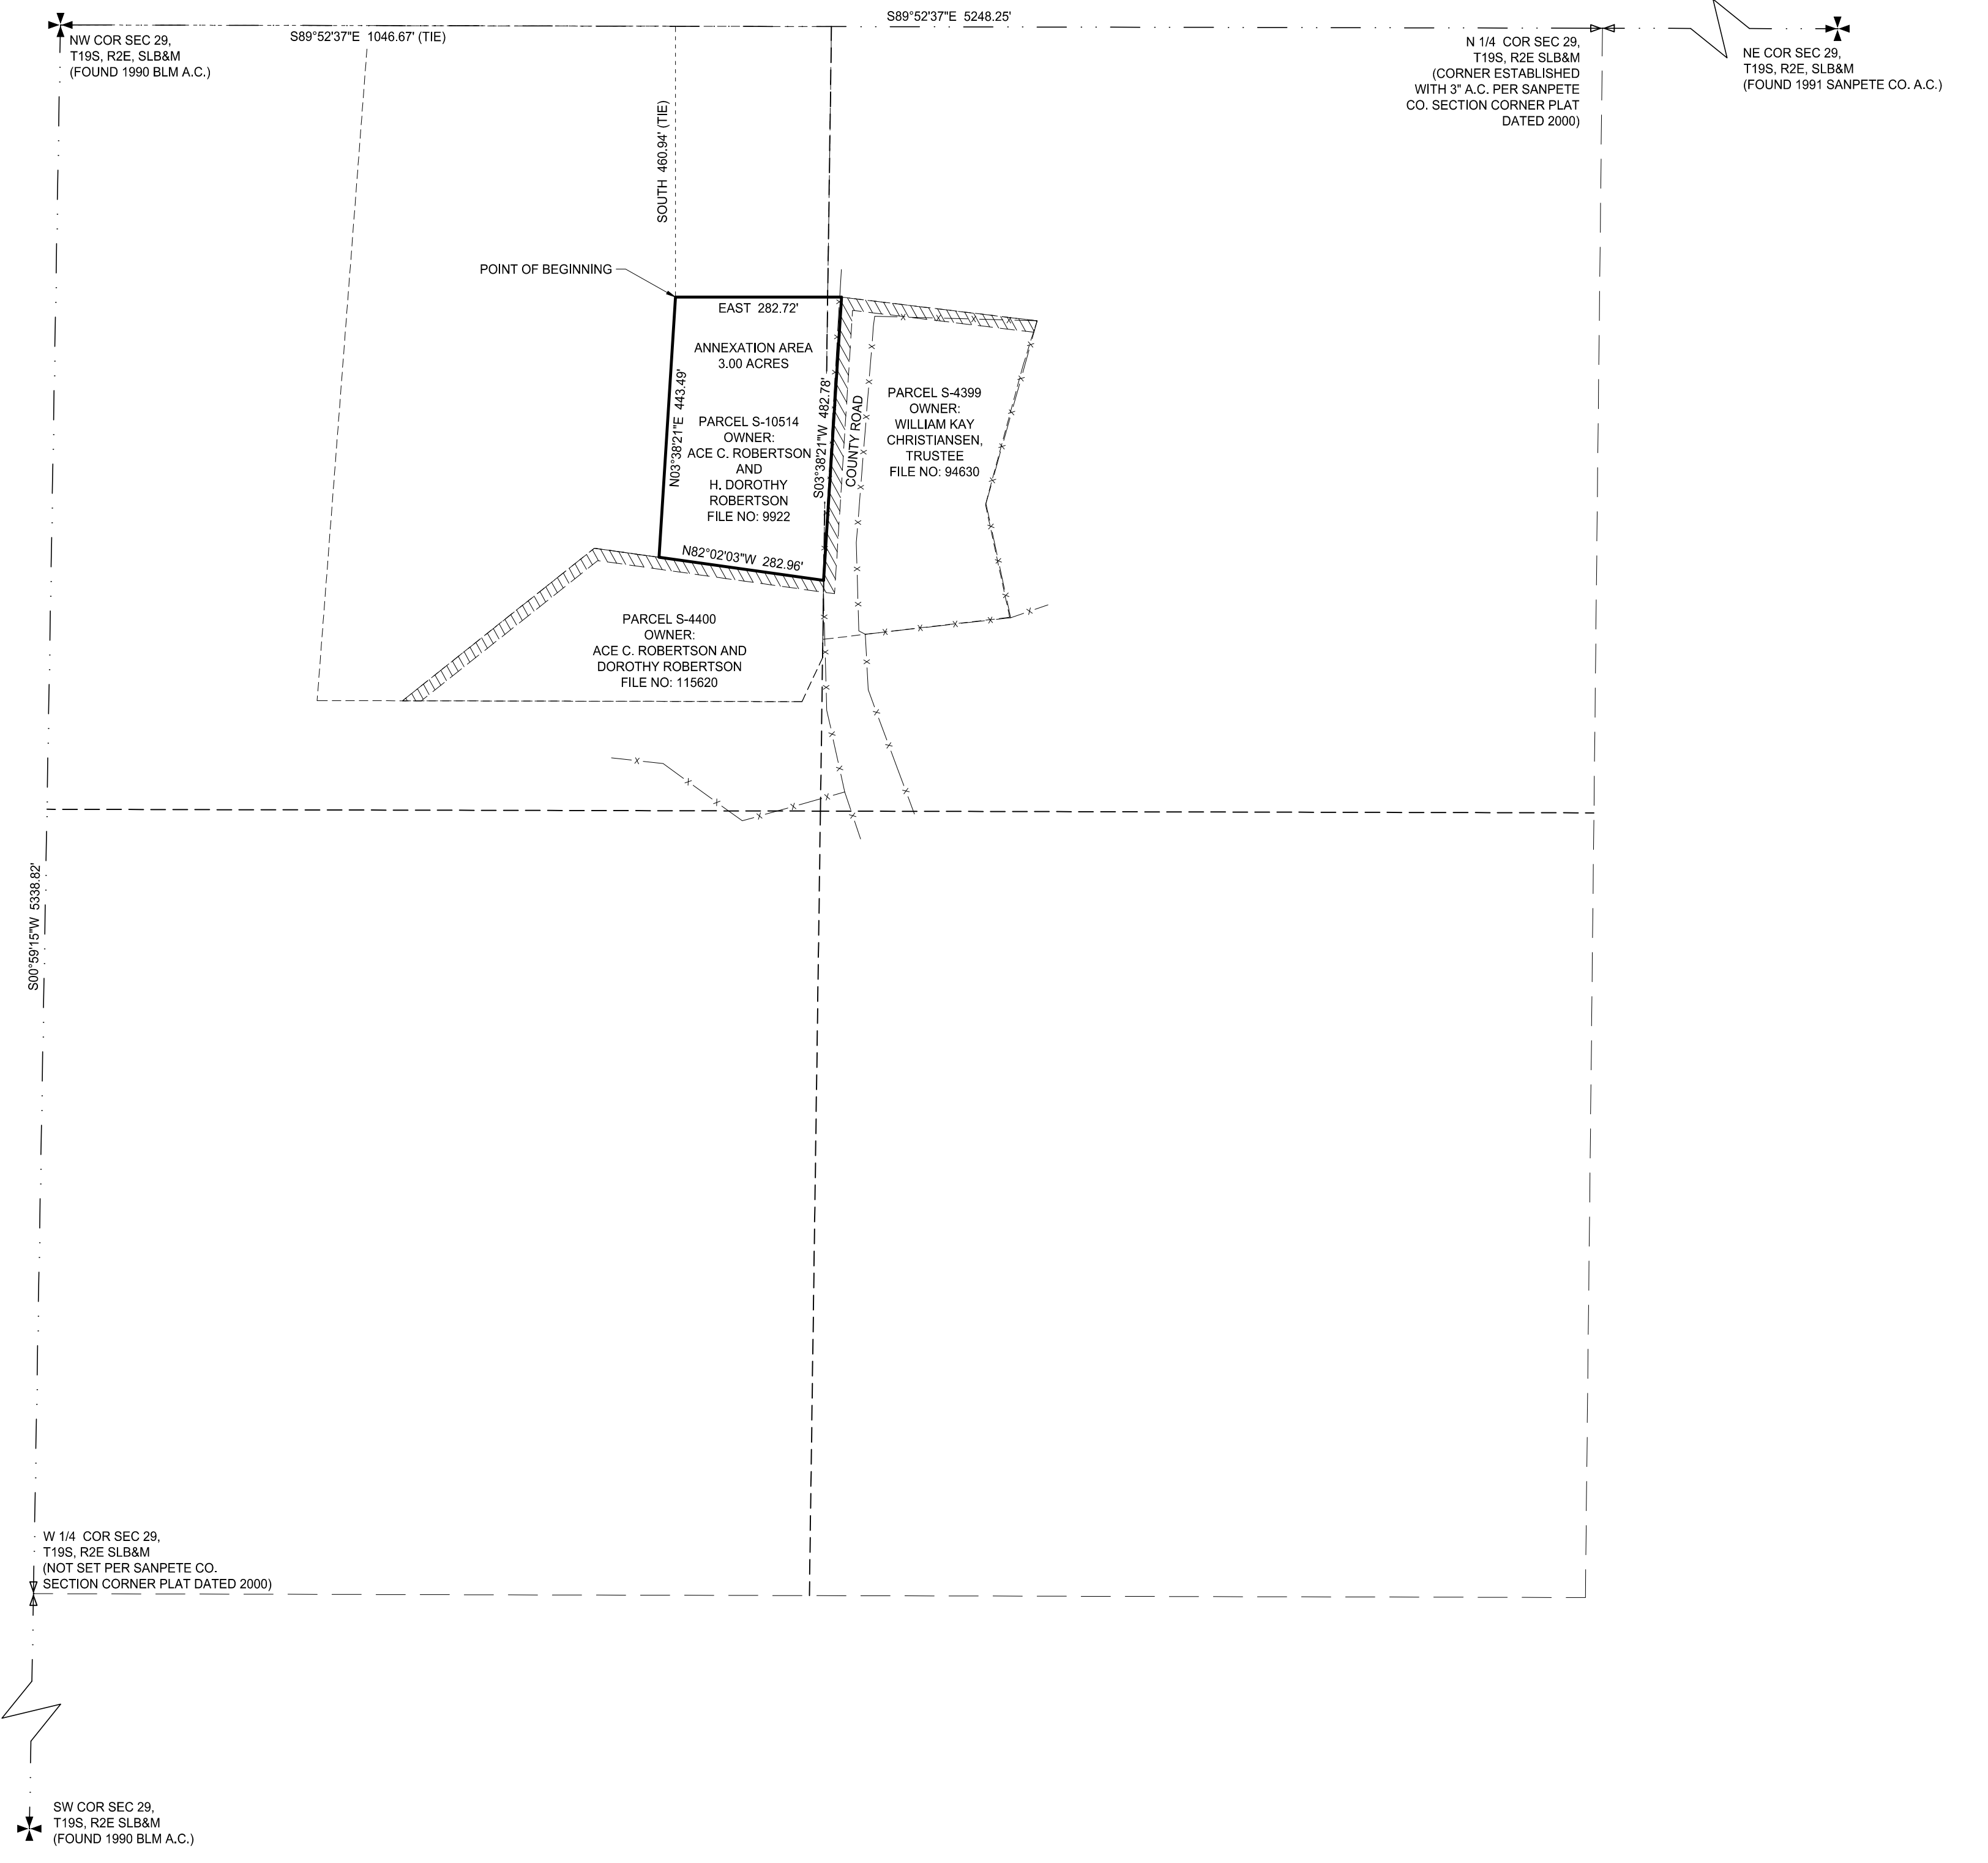 S89°52'37"E 5248.25'
S89°52'37"E 1046.67' (TIE)
NW COR SEC 29,
T19S, R2E, SLB&M
(FOUND 1990 BLM A.C.)
N 1/4 COR SEC 29,
T19S, R2E SLB&M
(CORNER ESTABLISHED
WITH 3" A.C. PER SANPETE
CO. SECTION CORNER PLAT
DATED 2000)
NE COR SEC 29,
T19S, R2E, SLB&M
(FOUND 1991 SANPETE CO. A.C.)
SOUTH 460.94' (TIE)
POINT OF BEGINNING
EAST 282.72'
ANNEXATION AREA
3.00 ACRES
N03°38'21"E 443.49'
PARCEL S-10514
OWNER:
ACE C. ROBERTSON
AND
H. DOROTHY
ROBERTSON
FILE NO: 9922
S03°38'21"W 482.78'
COUNTY ROAD
PARCEL S-4399
OWNER:
WILLIAM KAY
CHRISTIANSEN,
TRUSTEE
FILE NO: 94630
N82°02'03"W 282.96'
PARCEL S-4400
OWNER:
ACE C. ROBERTSON AND
DOROTHY ROBERTSON
FILE NO: 115620
S00°59'15"W 5338.82'
W 1/4 COR SEC 29,
T19S, R2E SLB&M
(NOT SET PER SANPETE CO.
SECTION CORNER PLAT DATED 2000)
SW COR SEC 29,
T19S, R2E SLB&M
(FOUND 1990 BLM A.C.)